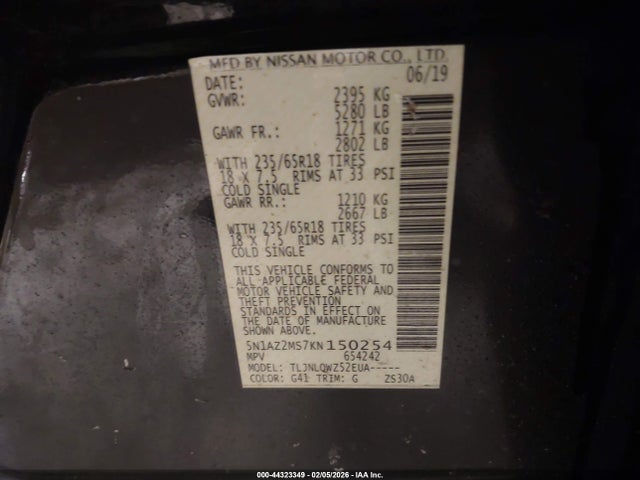 MFD BY NISSAN MOTOR CO., LTD.
DATE: 06/19
GVWR: 2395 KG
5280 LB
GAWR FR.: 1271 KG
2802 LB
WITH 235/65R18 TIRES
18 X 7.5 RIMS AT 33 PSI
COLD SINGLE
GAWR RR.: 1210 KG
2667 LB
WITH 235/65R18 TIRES
18 X 7.5 RIMS AT 33 PSI
COLD SINGLE
THIS VEHICLE CONFORMS TO
ALL APPLICABLE FEDERAL
MOTOR VEHICLE SAFETY AND
THEFT PREVENTION
STANDARDS IN EFFECT ON
THE DATE OF MANUFACTURE
SHOWN ABOVE.
5N1AZ2MS7KN150254
MPV 654242
MODEL: TLJNLQWZ52EUA-----
COLOR: G41 TRIM: G ZS30A
000-44323349 - 02/05/2026 - IAA Inc.